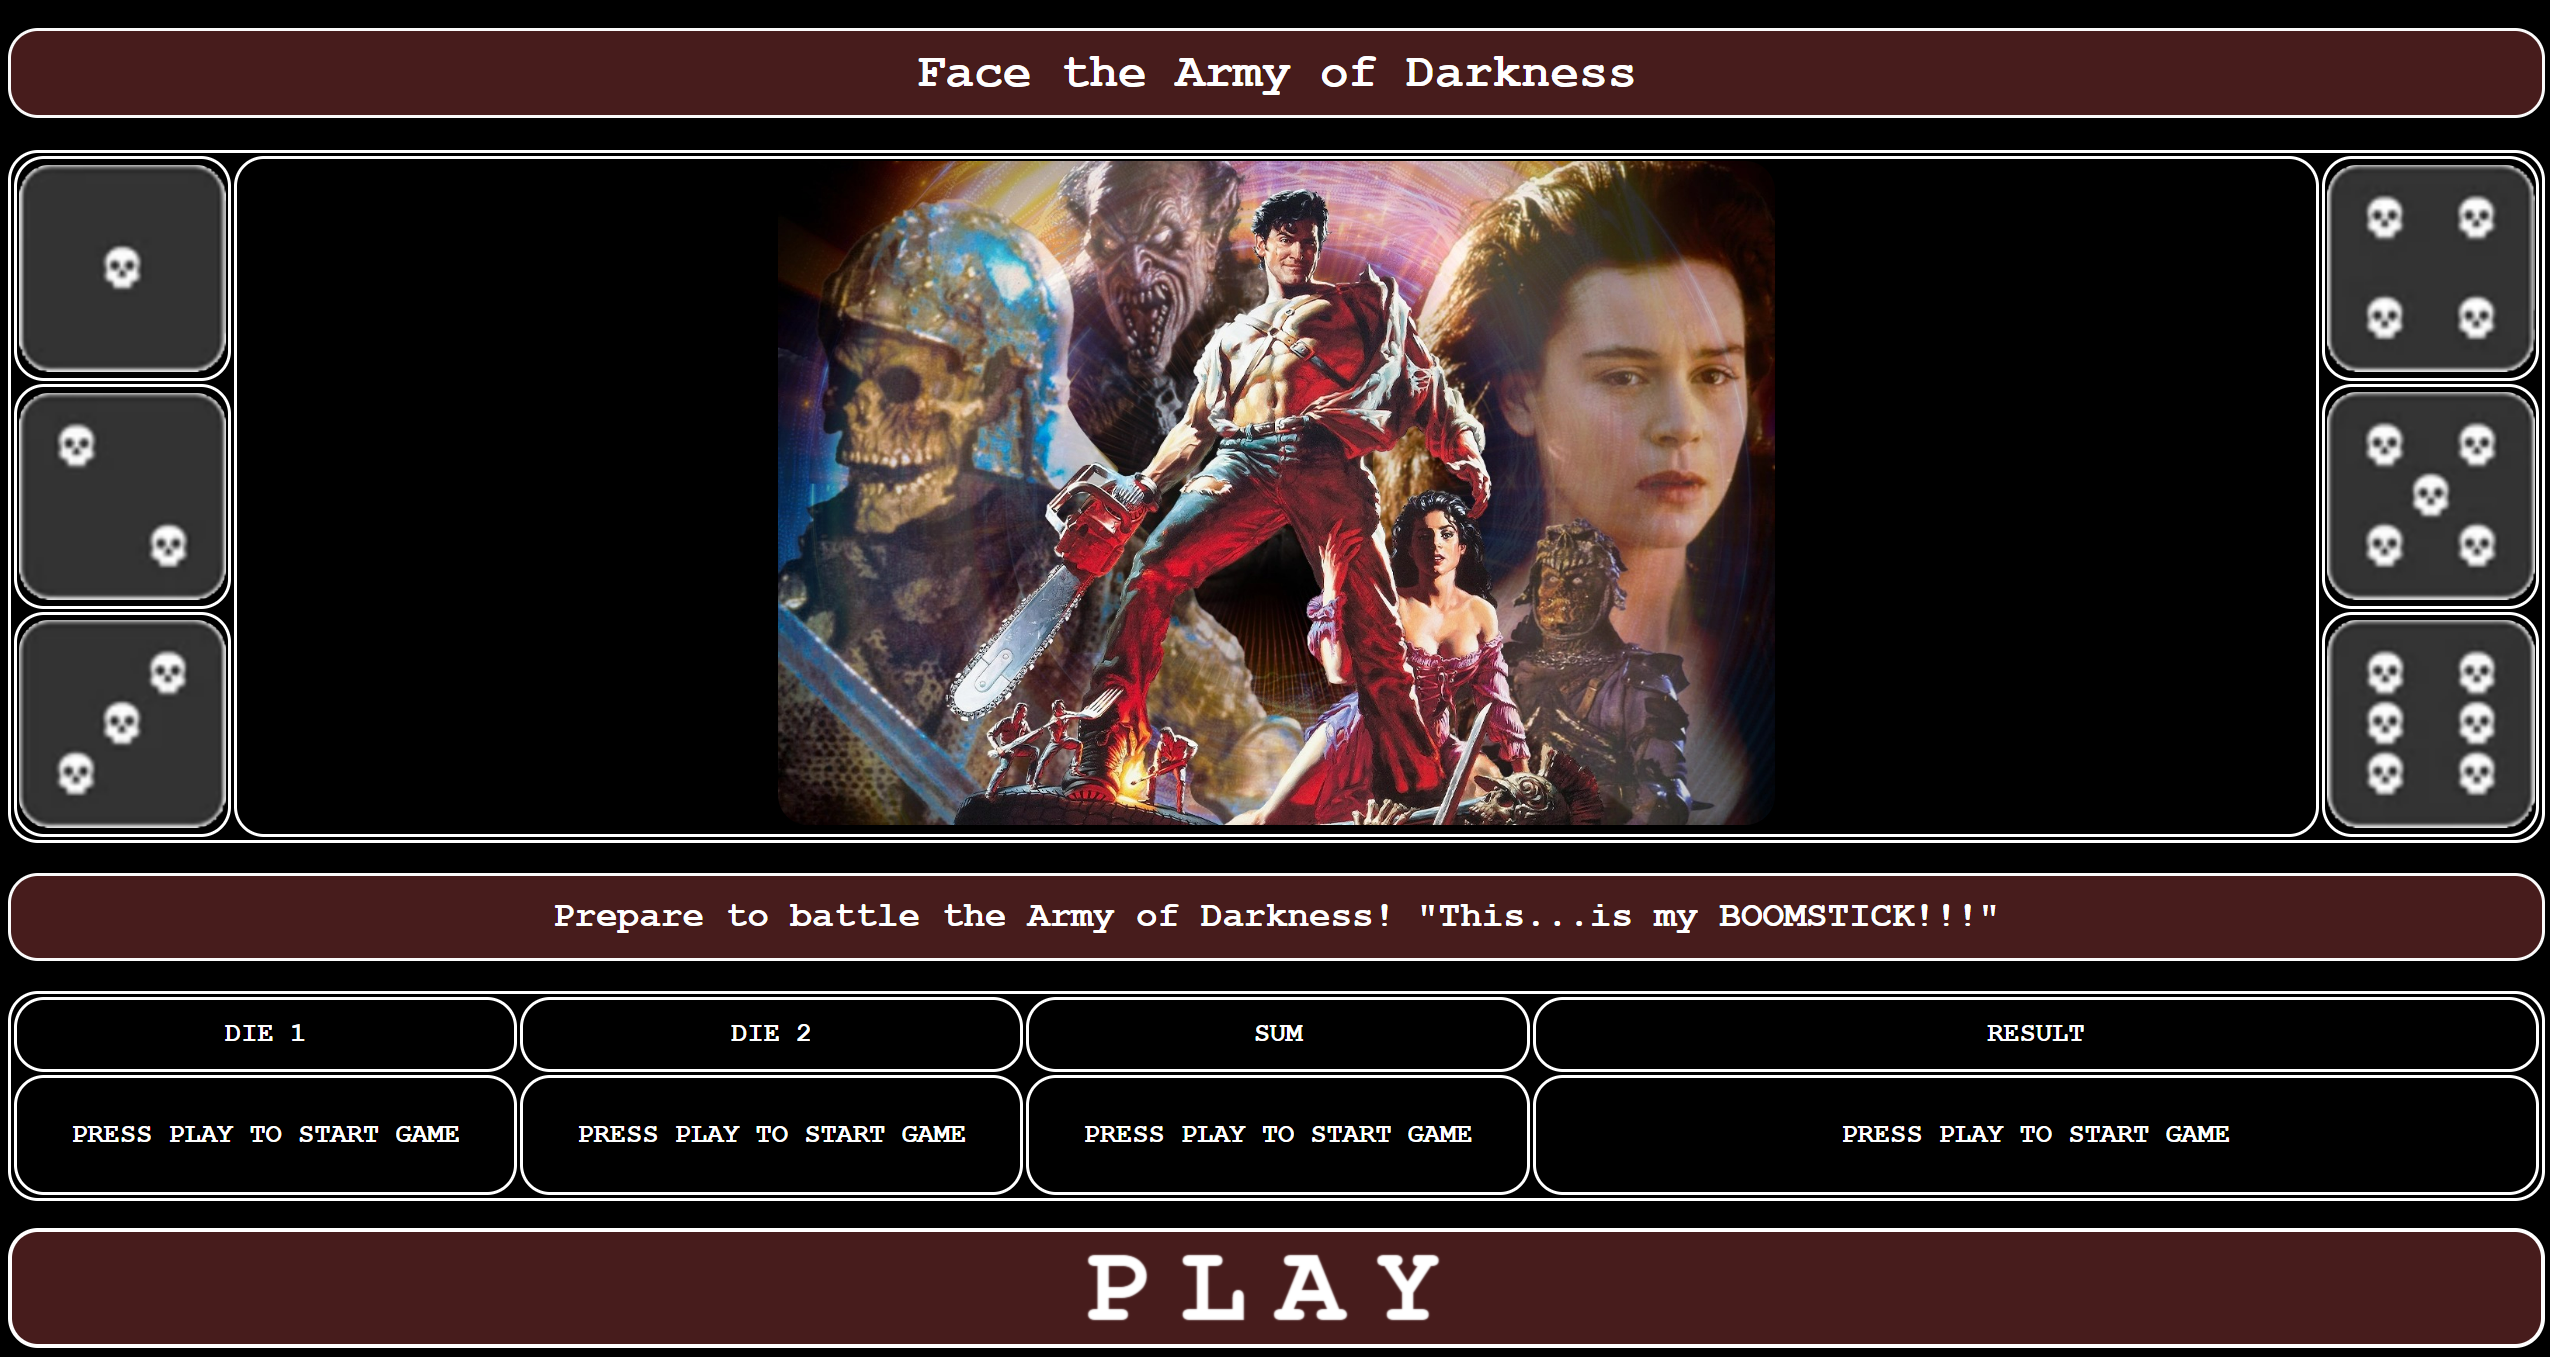 Face the Army of Darkness
Prepare to battle the Army of Darkness! "This...is my BOOMSTICK!!!"
DIE 1 DIE 2 SUM RESULT
PRESS PLAY TO START GAME PRESS PLAY TO START GAME PRESS PLAY TO START GAME PRESS PLAY TO START GAME
PLAY